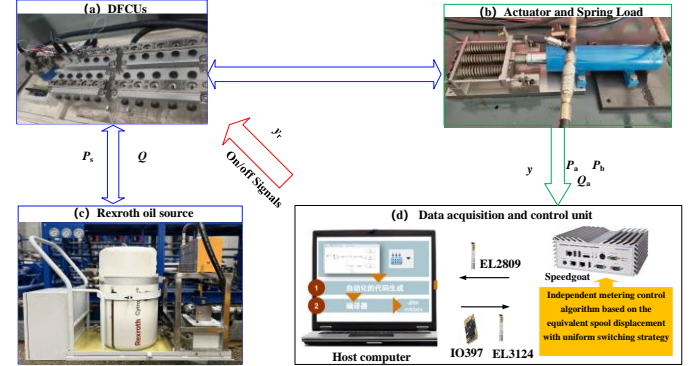 (a) DFCUs
(b) Actuator and Spring Load
Ps Q
yr
On/off Signals
y Pa Pb
Qa
(c) Rexroth oil source
Rexroth
(d) Data acquisition and control unit
EL2809
Speedgoat
1 自动化的代码生成
2 编译器
Independent metering control
algorithm based on the
equivalent spool displacement
with uniform switching strategy
Host computer
IO397 EL3124